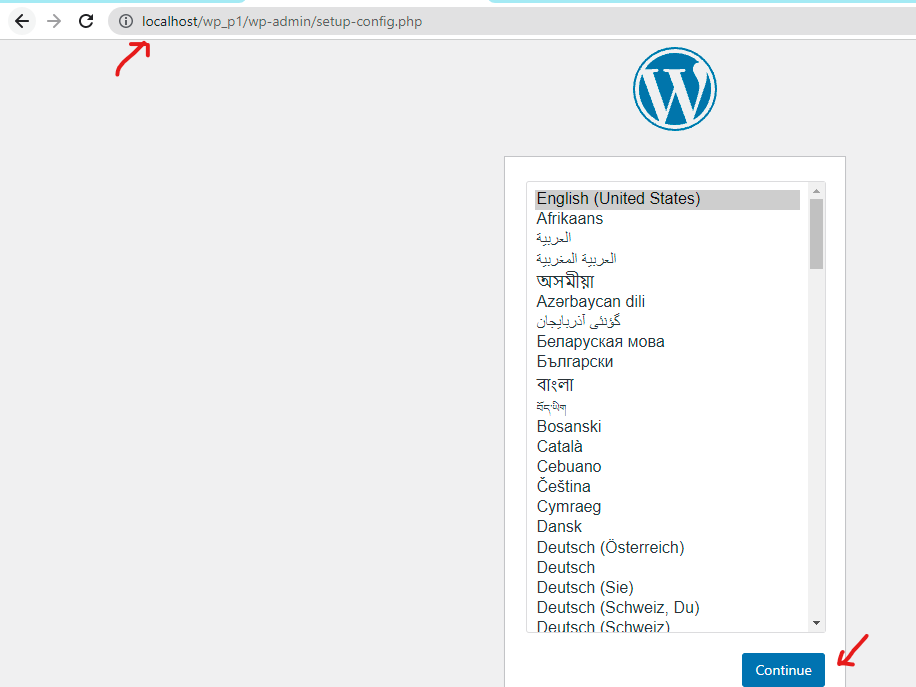 localhost/wp_p1/wp-admin/setup-config.php
English (United States)
Afrikaans
العربية
العربية المغربية
অসমীয়া
Azərbaycan dili
گؤنئی آذربایجان
Беларуская мова
Български
বাংলা
བོད་ཡིག
Bosanski
Català
Cebuano
Čeština
Cymraeg
Dansk
Deutsch (Österreich)
Deutsch
Deutsch (Sie)
Deutsch (Schweiz, Du)
Deutsch (Schweiz)
Continue